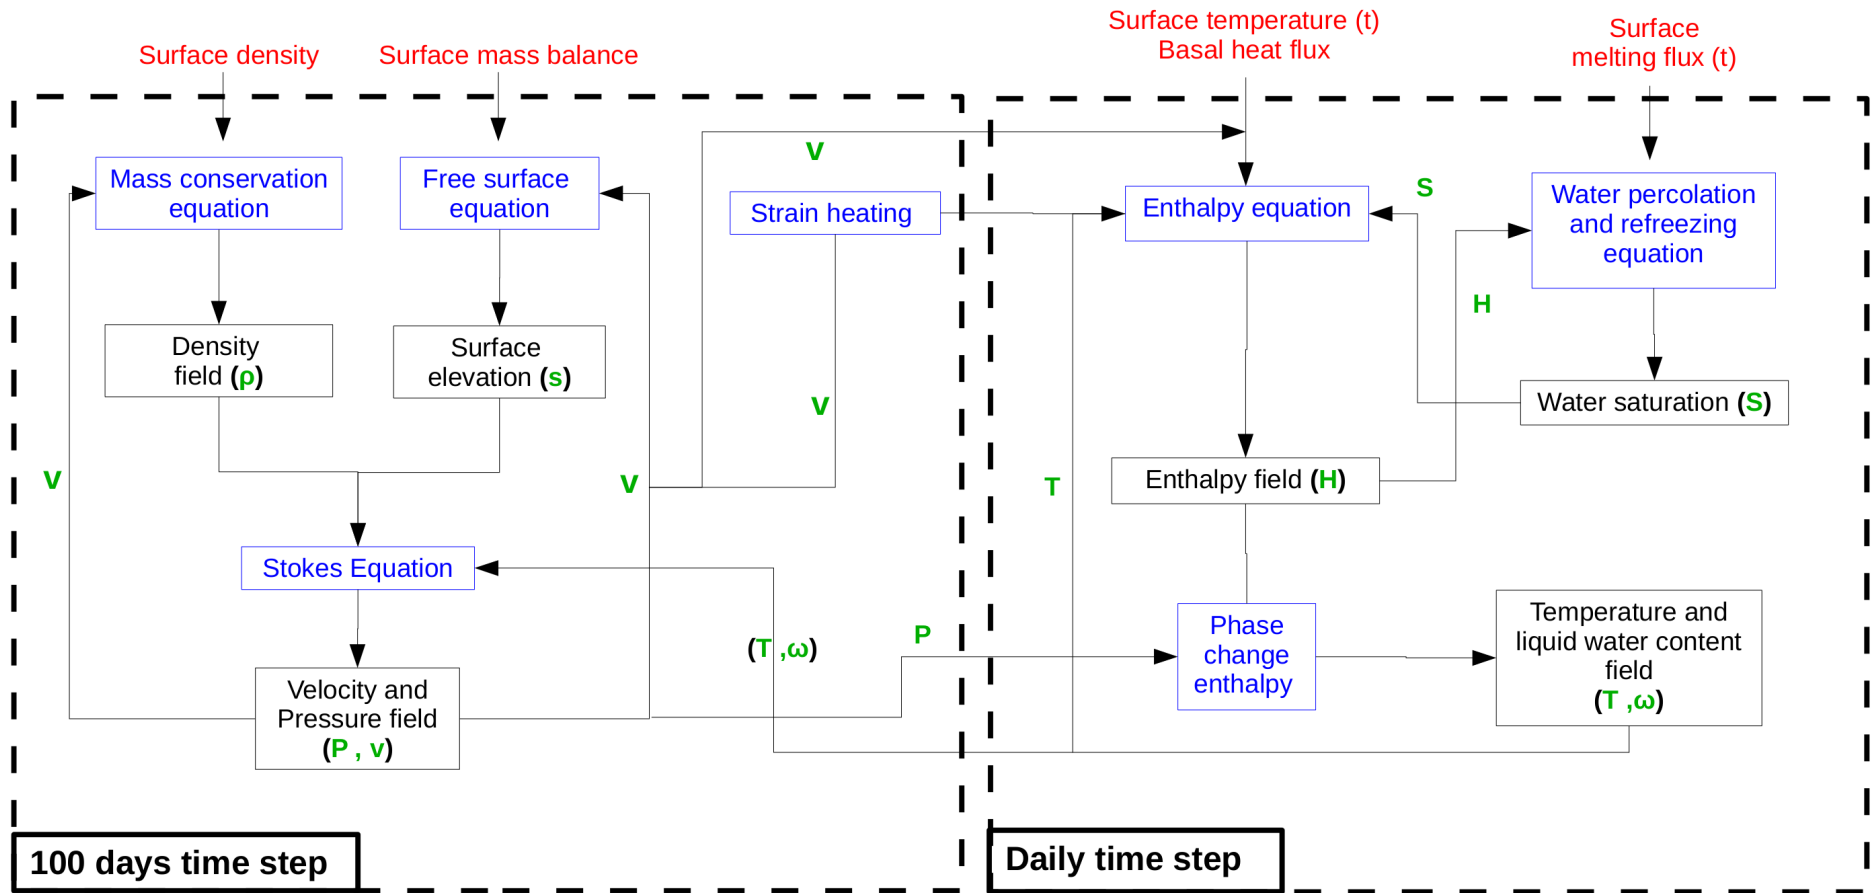 Surface density
Surface mass balance
Surface temperature (t)
Basal heat flux
Surface
melting flux (t)
Mass conservation
equation
Free surface
equation
v
Strain heating
Enthalpy equation
S
Water percolation
and refreezing
equation
H
Density
field (ρ)
Surface
elevation (s)
v
Water saturation (S)
v
v
T
Enthalpy field (H)
Stokes Equation
(T ,ω)
P
Phase
change
enthalpy
Temperature and
liquid water content
field
(T ,ω)
Velocity and
Pressure field
(P , v)
100 days time step
Daily time step